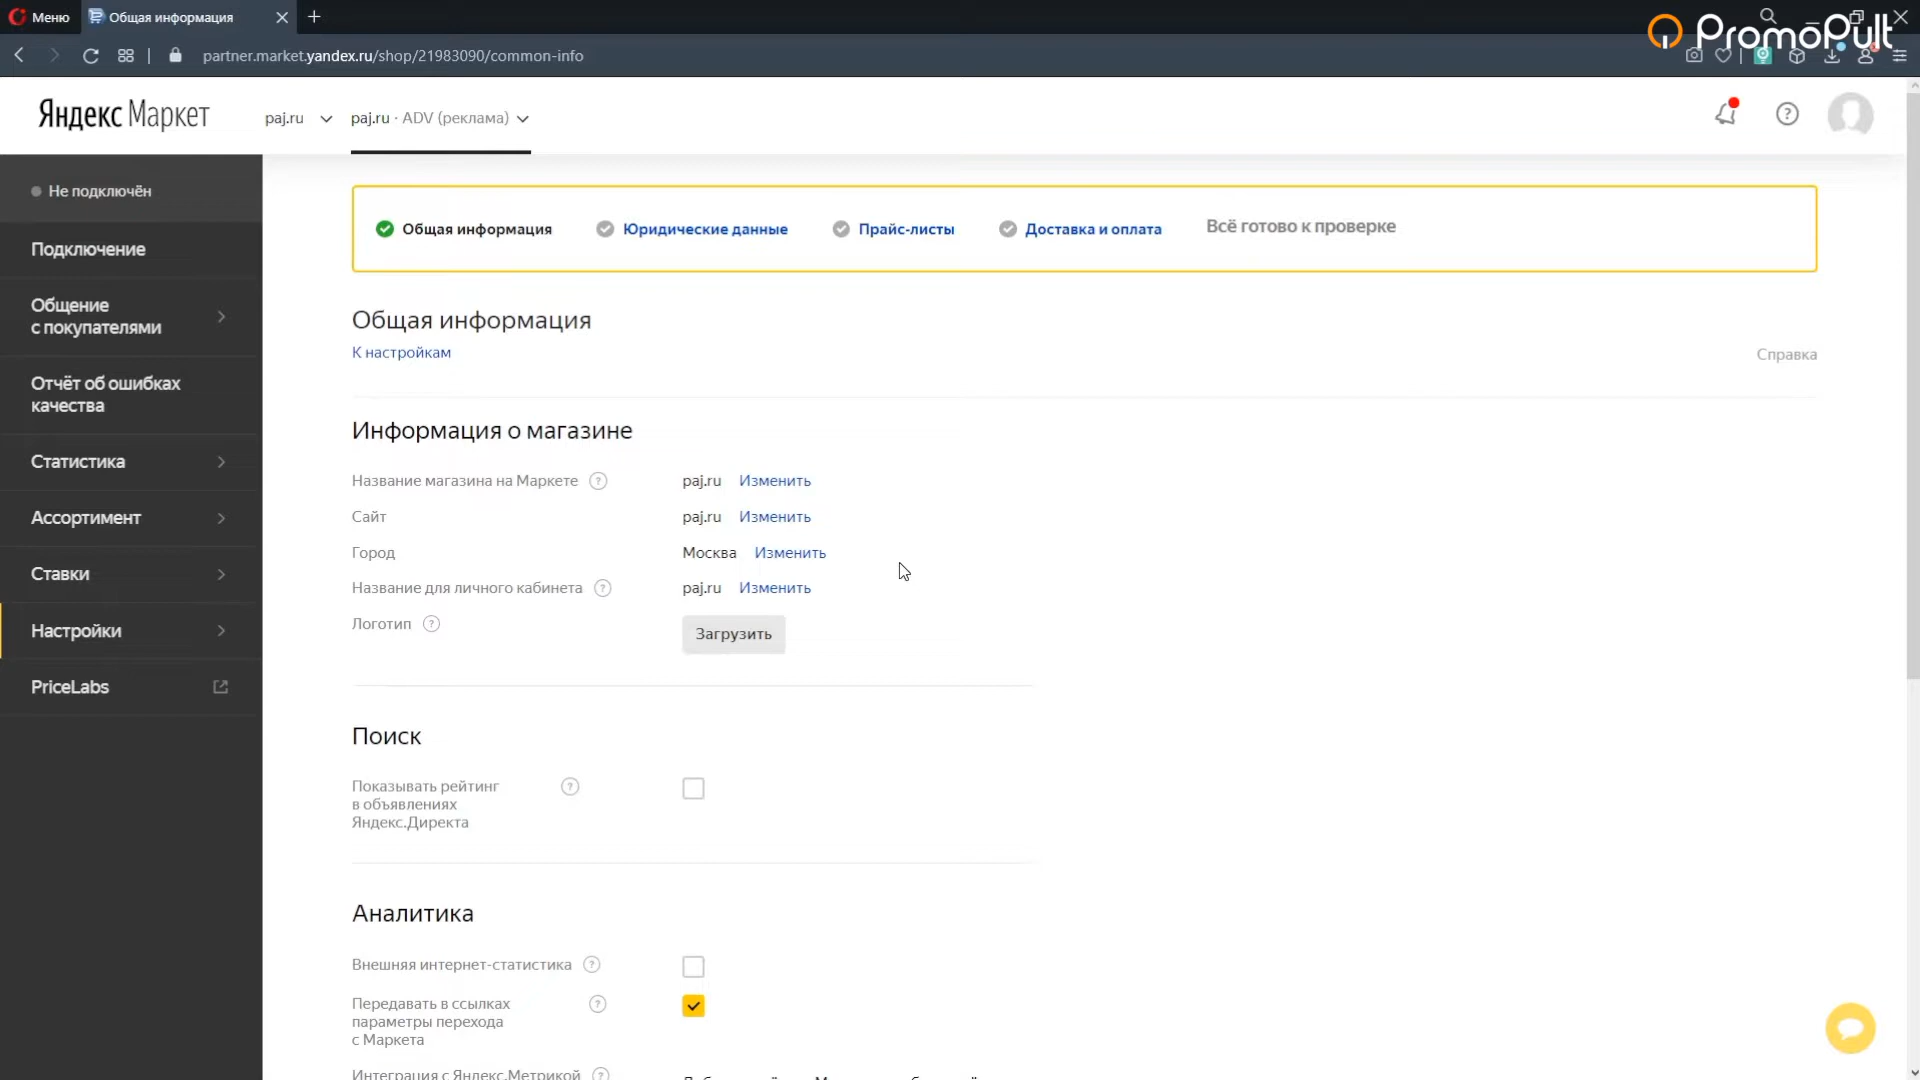 Меню
Общая информация
PromoPult
partner.market.yandex.ru/shop/21983090/common-info
Яндекс Маркет
paj.ru
paj.ru · ADV (реклама)
Не подключён
Подключение
Общение
с покупателями
Отчёт об ошибках
качества
Статистика
Ассортимент
Ставки
Настройки
PriceLabs
Общая информация
Юридические данные
Прайс-листы
Доставка и оплата
Всё готово к проверке
Общая информация
К настройкам
Справка
Информация о магазине
Название магазина на Маркете ? paj.ru Изменить
Сайт paj.ru Изменить
Город Москва Изменить
Название для личного кабинета ? paj.ru Изменить
Логотип ? Загрузить
Поиск
Показывать рейтинг ?
в объявлениях
Яндекс.Директа
Аналитика
Внешняя интернет-статистика ?
Передавать в ссылках ?
параметры перехода
с Маркета
Интеграция с Яндекс.Метрикой ?